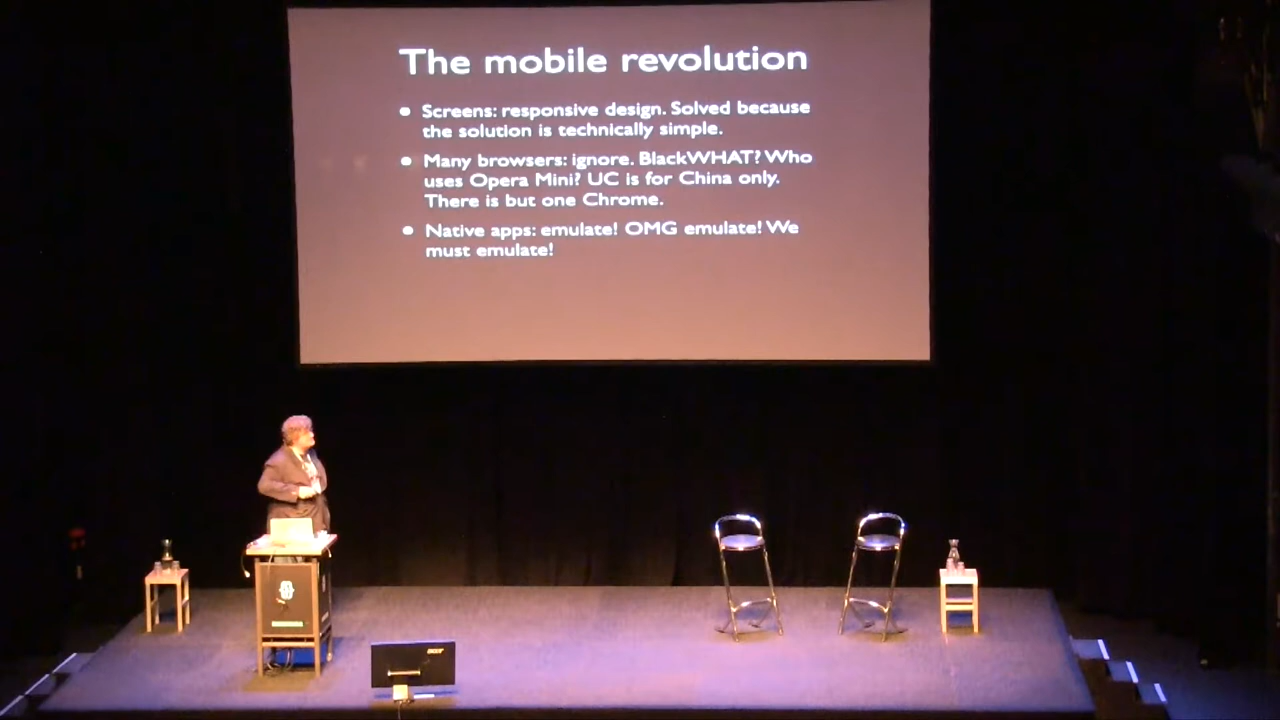 The mobile revolution
• Screens: responsive design. Solved because
the solution is technically simple.
• Many browsers: ignore. BlackWHAT? Who
uses Opera Mini? UC is for China only.
There is but one Chrome.
• Native apps: emulate! OMG emulate! We
must emulate!
acer